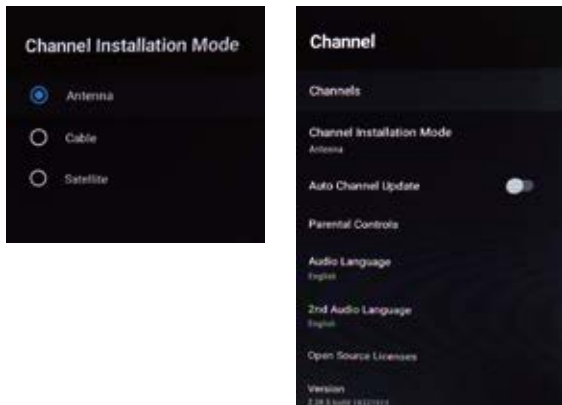 Channel Installation Mode
Antenna
Cable
Satellite
Channel
Channels
Channel Installation Mode
Antenna
Auto Channel Update
Parental Controls
Audio Language
English
2nd Audio Language
English
Open Source Licenses
Version